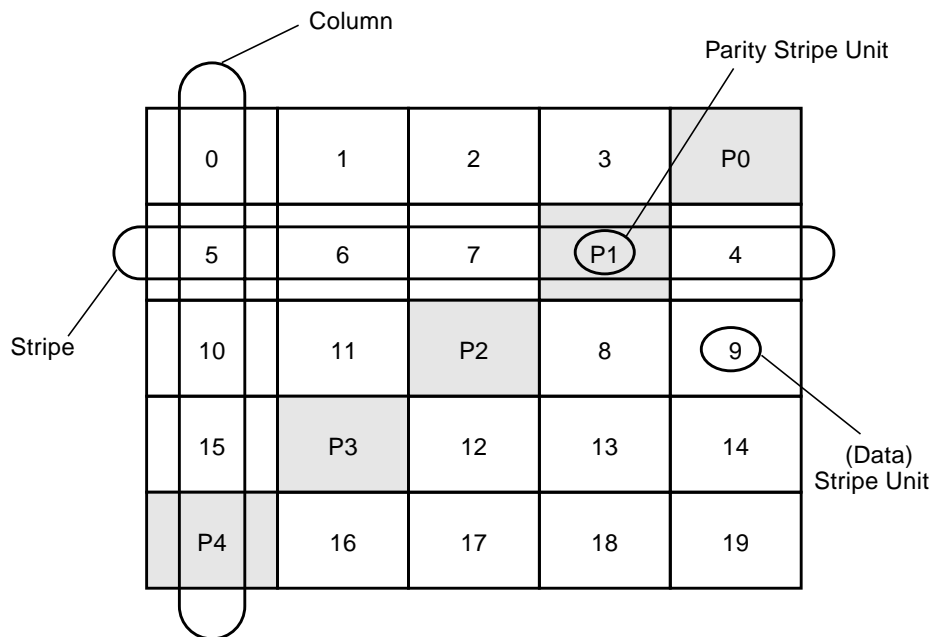 Column
Parity Stripe Unit
0 1 2 3 P0
5 6 7 P1 4
Stripe
10 11 P2 8 9
15 P3 12 13 14
(Data)
Stripe Unit
P4 16 17 18 19